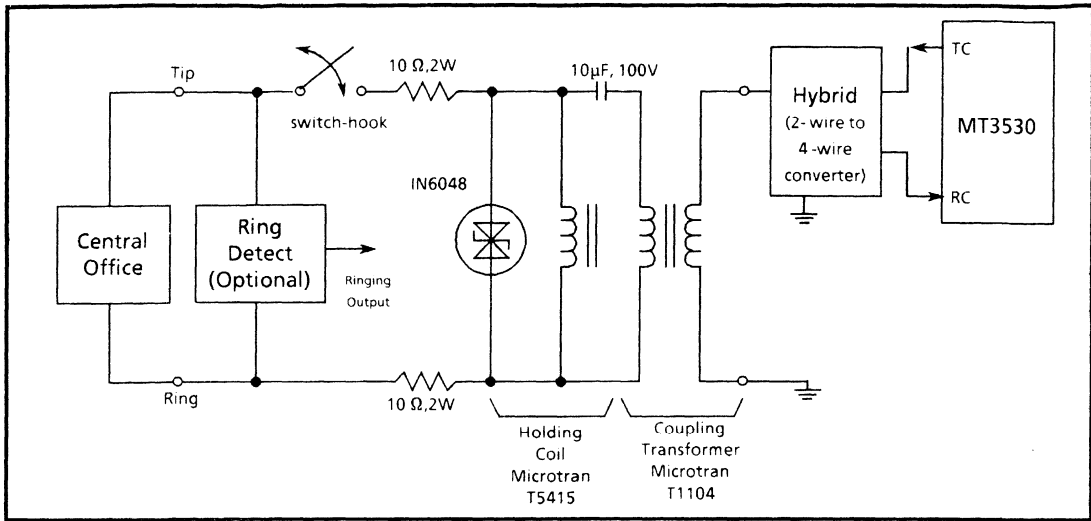 Tip
switch-hook
10 Ω,2W
10μF, 100V
IN6048
Central
Office
Ring
Detect
(Optional)
Ringing
Output
Ring
10 Ω,2W
Holding
Coil
Microtran
T5415
Coupling
Transformer
Microtran
T1104
Hybrid
(2-wire to
4-wire
converter)
TC
MT3530
RC